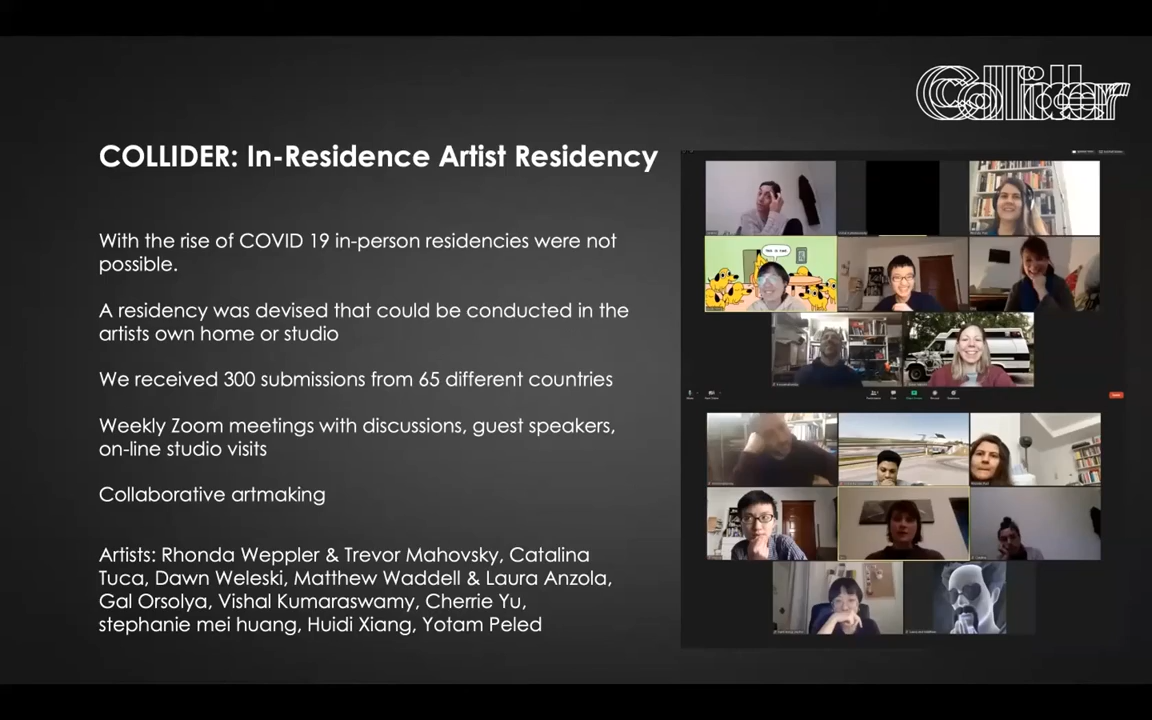 Collider
COLLIDER: In-Residence Artist Residency
With the rise of COVID 19 in-person residencies were not
possible.
A residency was devised that could be conducted in the
artists own home or studio
We received 300 submissions from 65 different countries
Weekly Zoom meetings with discussions, guest speakers,
on-line studio visits
Collaborative artmaking
Artists: Rhonda Weppler & Trevor Mahovsky, Catalina
Tuca, Dawn Weleski, Matthew Waddell & Laura Anzola,
Gal Orsolya, Vishal Kumaraswamy, Cherrie Yu,
stephanie mei huang, Huidi Xiang, Yotam Peled